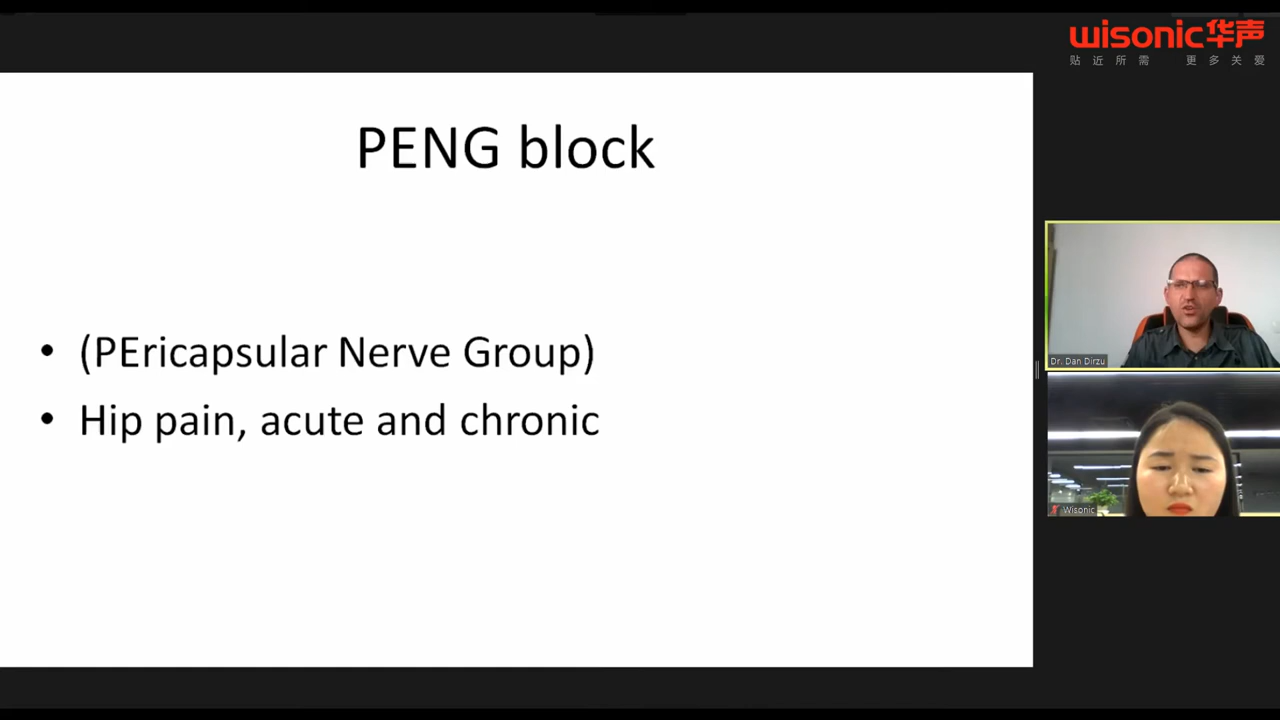 wisonic华声
贴近所需 更多关爱
PENG block
• (PEricapsular Nerve Group)
• Hip pain, acute and chronic
Dr. Dan Dirzu
Wisonic